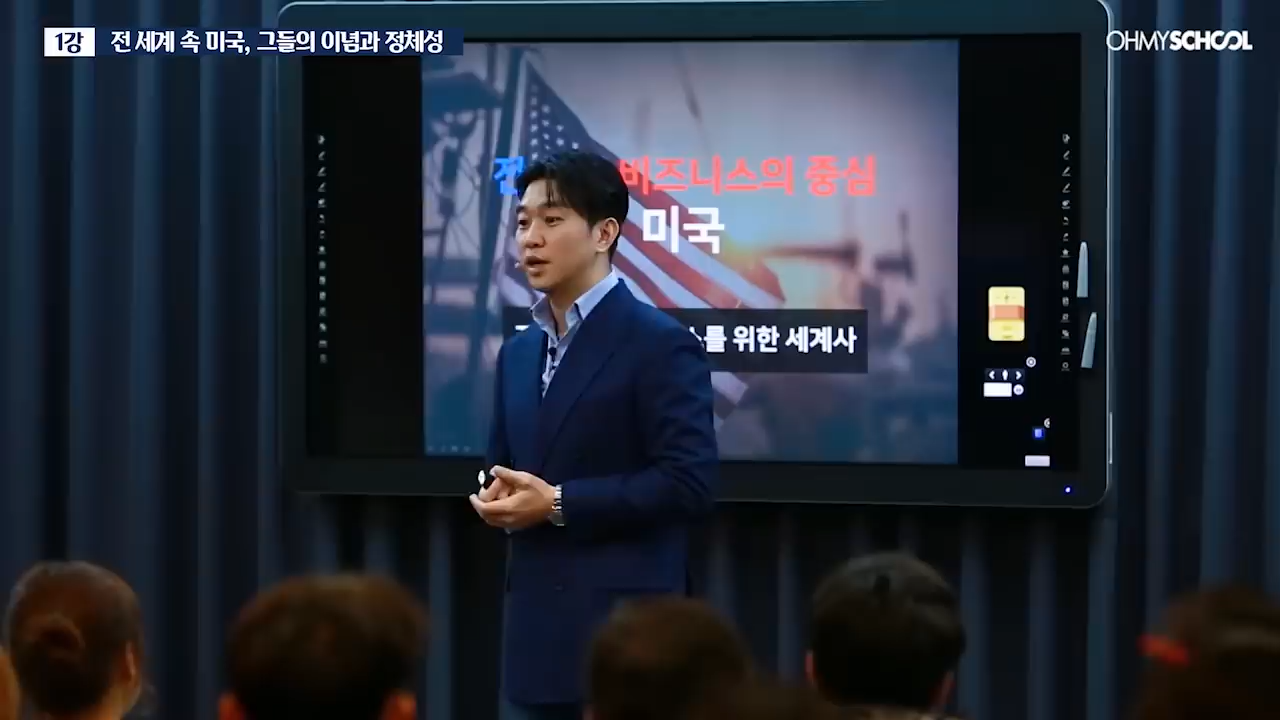 1강 전 세계 속 미국, 그들의 이념과 정체성
OHMYSCHOOL
전 비즈니스의 중심
미국
를 위한 세계사